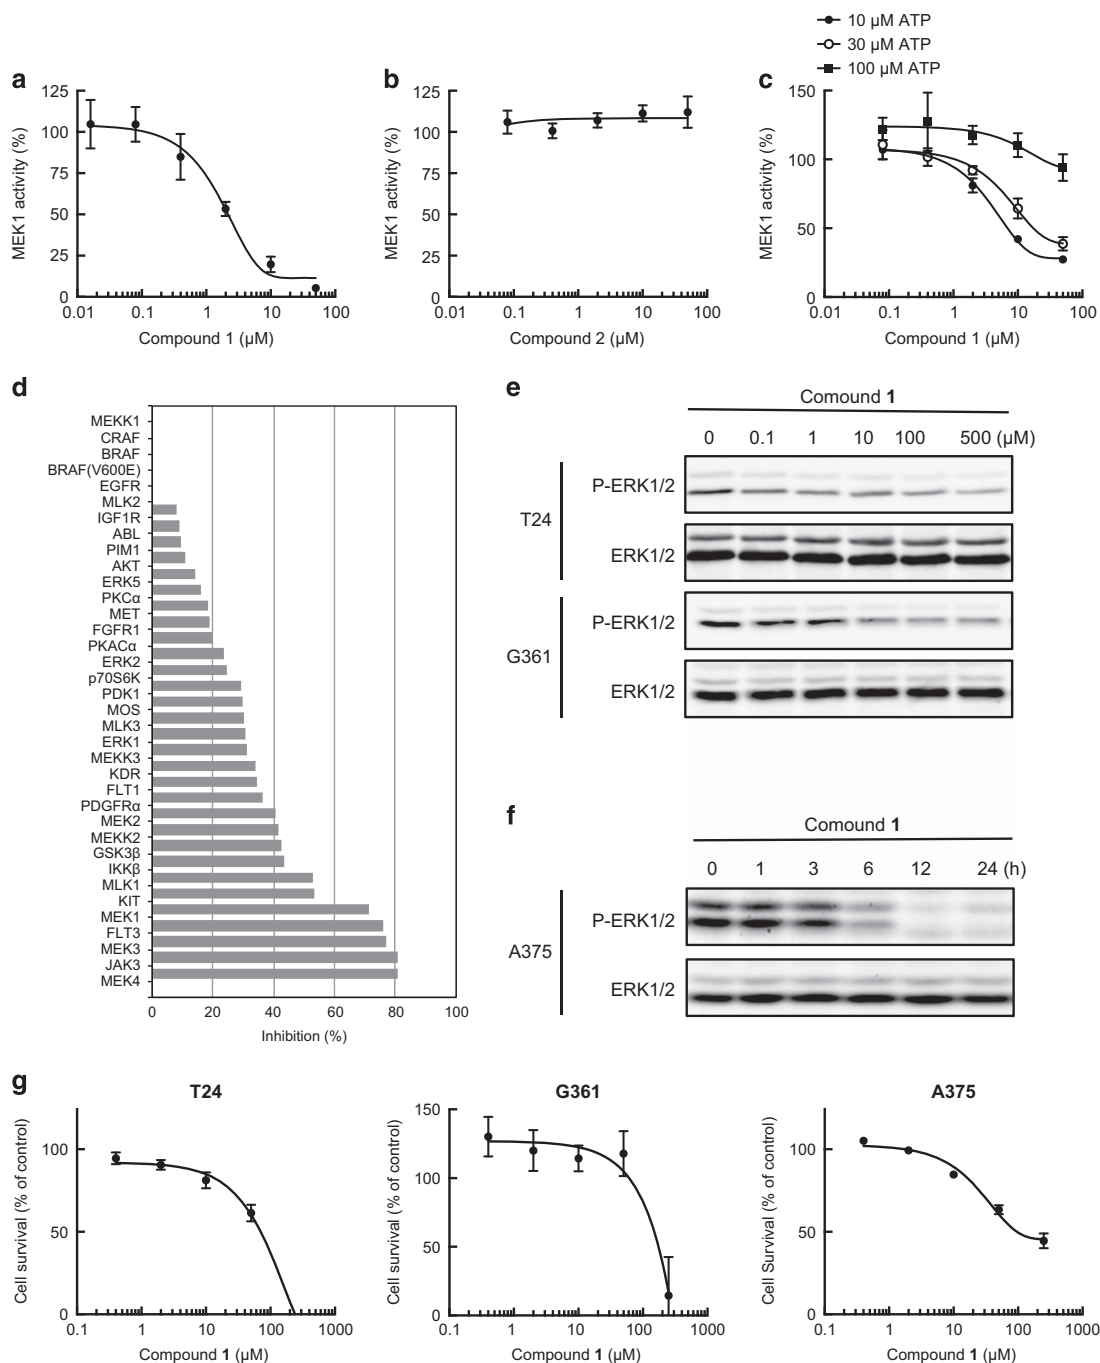 10 µM ATP
30 µM ATP
100 µM ATP
a
MEK1 activity (%)
125
100
75
50
25
0
0.01 0.1 1 10 100
Compound 1 (µM)
b
MEK1 activity (%)
125
100
75
50
25
0
0.01 0.1 1 10 100
Compound 2 (µM)
c
MEK1 activity (%)
150
100
50
0
0.01 0.1 1 10 100
Compound 1 (µM)
d
MEKK1
CRAF
BRAF
BRAF(V600E)
EGFR
MLK2
IGF1R
ABL
PIM1
AKT
ERK5
PKCα
MET
FGFR1
PKACα
ERK2
p70S6K
PDK1
MOS
MLK3
ERK1
MEKK3
KDR
FLT1
PDGFRα
MEK2
MEKK2
GSK3β
IKKβ
MLK1
KIT
MEK1
FLT3
MEK3
JAK3
MEK4
0 20 40 60 80 100
Inhibition (%)
e
Comound 1
0 0.1 1 10 100 500 (µM)
T24
P-ERK1/2
ERK1/2
G361
P-ERK1/2
ERK1/2
f
Comound 1
0 1 3 6 12 24 (h)
A375
P-ERK1/2
ERK1/2
g
T24
Cell survival (% of control)
100
50
0
0.1 1 10 100 1000
Compound 1 (µM)
G361
Cell survival (% of control)
150
100
50
0
0.1 1 10 100 1000
Compound 1 (µM)
A375
Cell Survival (% of control)
100
50
0
0.1 1 10 100 1000
Compound 1 (µM)